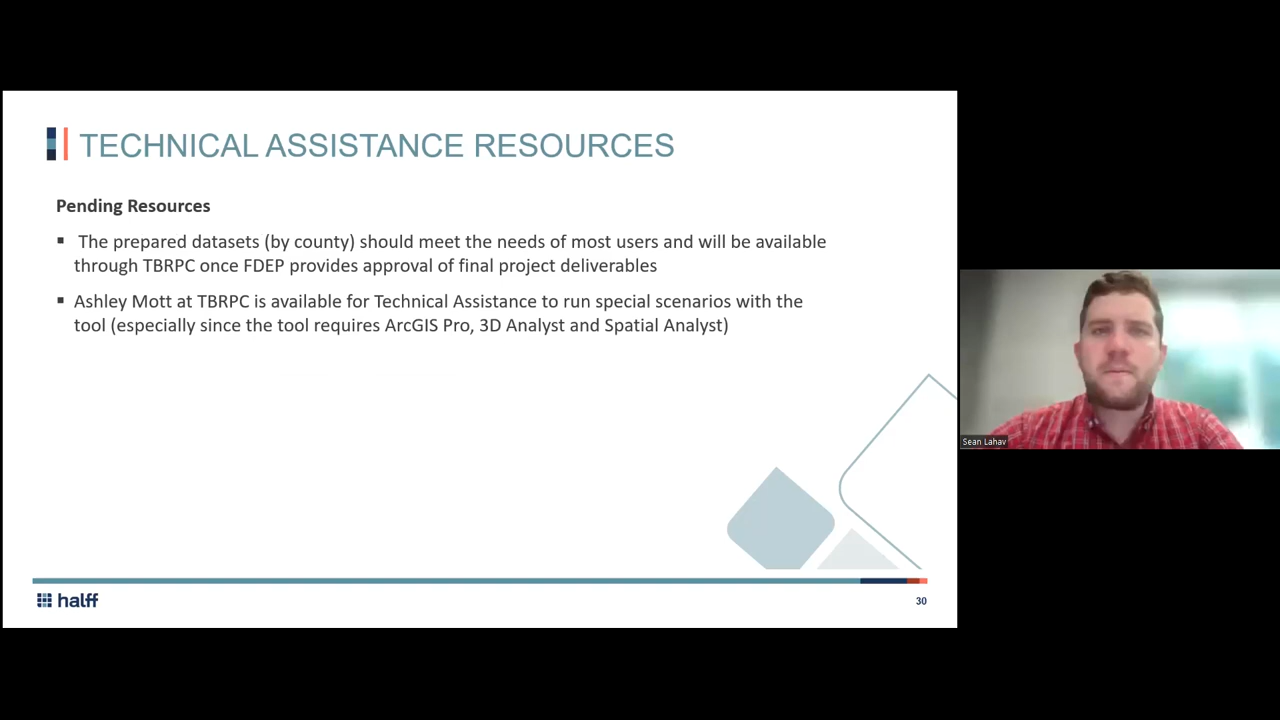 TECHNICAL ASSISTANCE RESOURCES
Pending Resources
▪ The prepared datasets (by county) should meet the needs of most users and will be available
through TBRPC once FDEP provides approval of final project deliverables
▪ Ashley Mott at TBRPC is available for Technical Assistance to run special scenarios with the
tool (especially since the tool requires ArcGIS Pro, 3D Analyst and Spatial Analyst)
halff
30
Sean Lahav